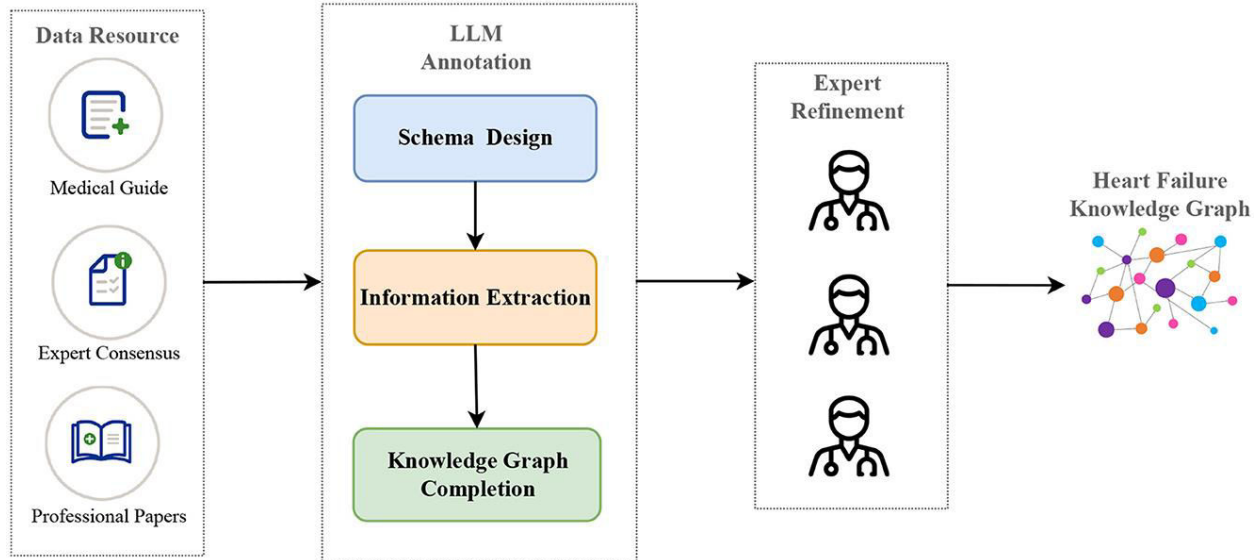 Data Resource
Medical Guide
Expert Consensus
Professional Papers
LLM
Annotation
Schema Design
Information Extraction
Knowledge Graph
Completion
Expert
Refinement
Heart Failure
Knowledge Graph